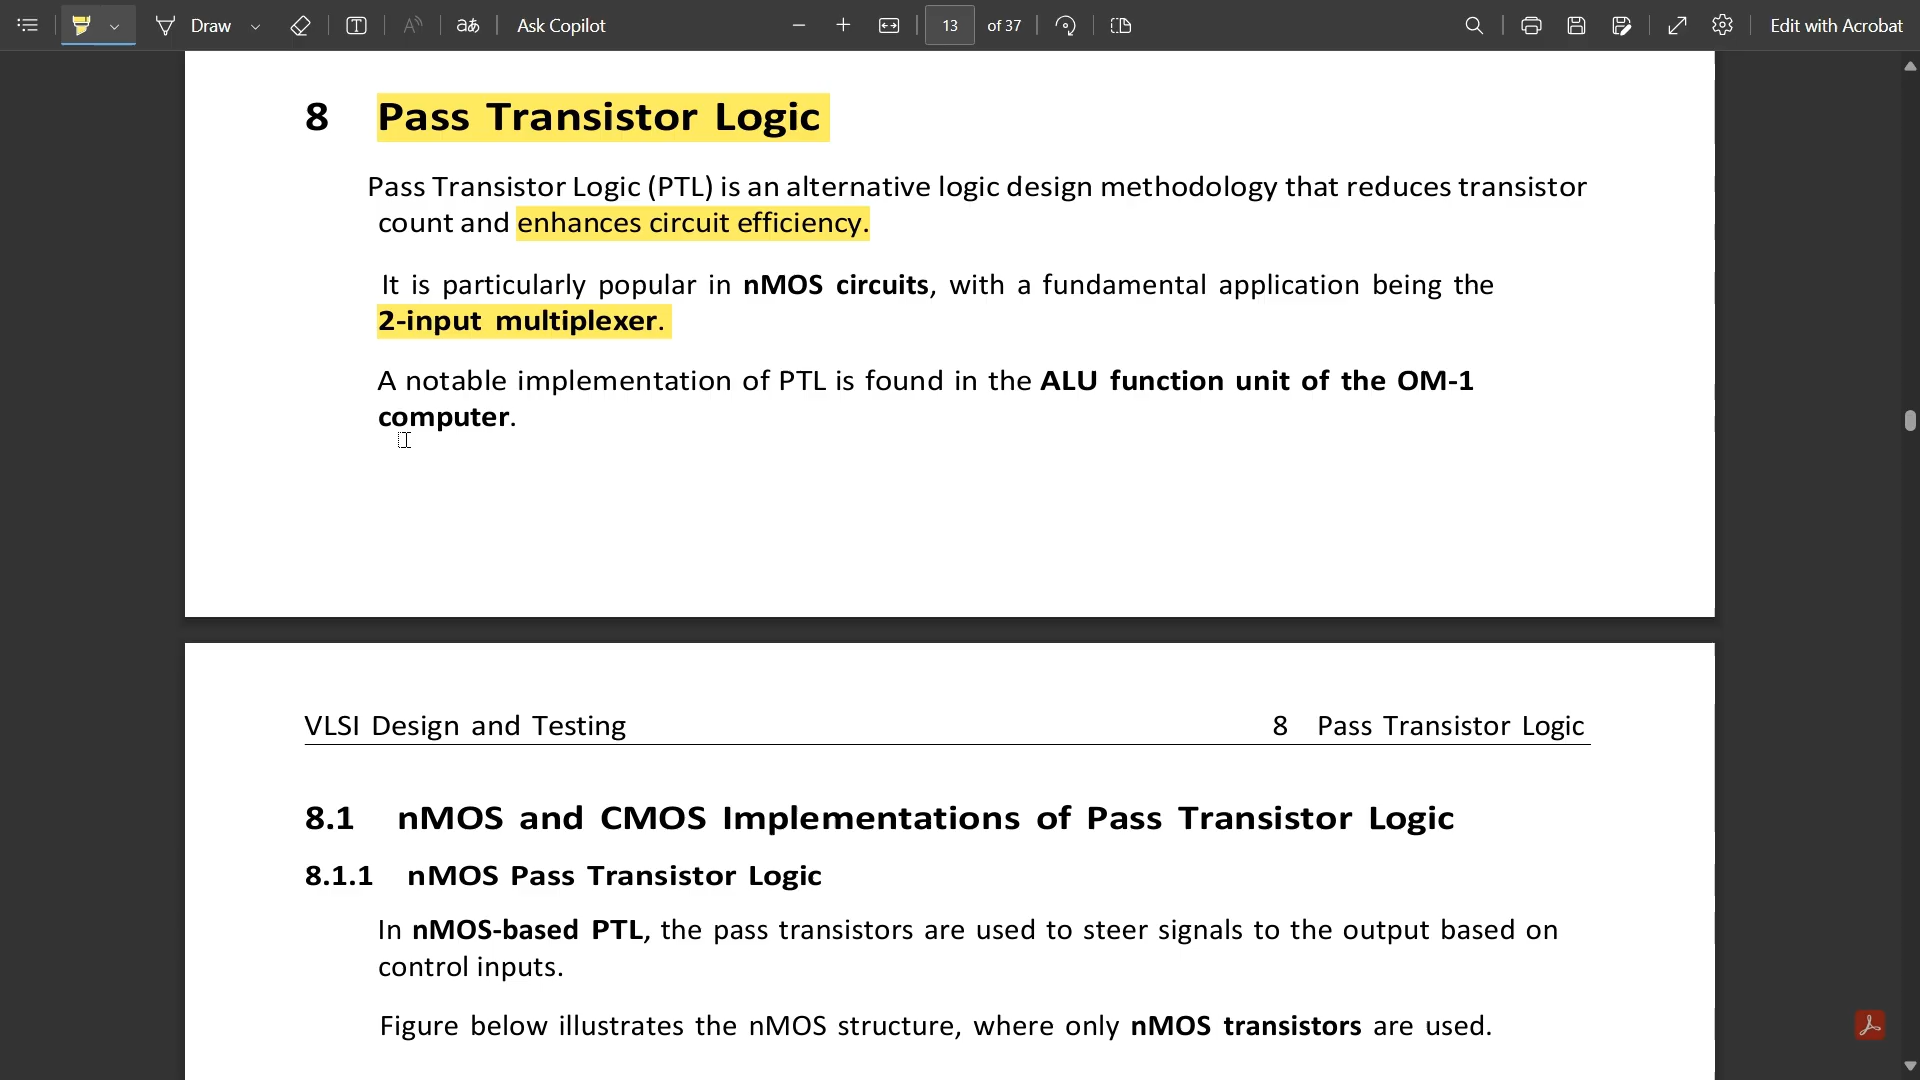 Draw
aあ
Ask Copilot
13 of 37
Edit with Acrobat
8 Pass Transistor Logic
Pass Transistor Logic (PTL) is an alternative logic design methodology that reduces transistor
count and enhances circuit efficiency.
It is particularly popular in nMOS circuits, with a fundamental application being the
2-input multiplexer.
A notable implementation of PTL is found in the ALU function unit of the OM-1
computer.
VLSI Design and Testing 8 Pass Transistor Logic
8.1 nMOS and CMOS Implementations of Pass Transistor Logic
8.1.1 nMOS Pass Transistor Logic
In nMOS-based PTL, the pass transistors are used to steer signals to the output based on
control inputs.
Figure below illustrates the nMOS structure, where only nMOS transistors are used.